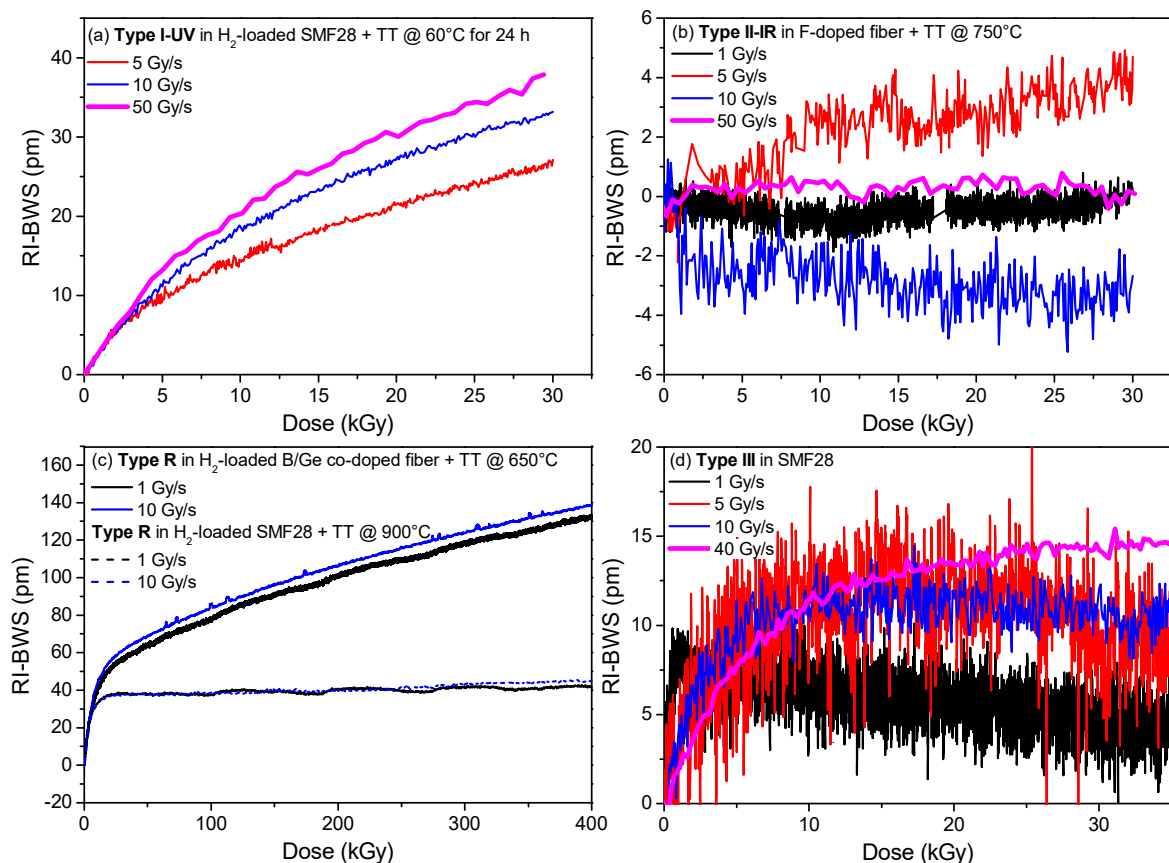 (a) Type I-UV in H2-loaded SMF28 + TT @ 60°C for 24 h
5 Gy/s
10 Gy/s
50 Gy/s
RI-BWS (pm)
40
30
20
10
0
0 5 10 15 20 25 30
Dose (kGy)
(b) Type II-IR in F-doped fiber + TT @ 750°C
1 Gy/s
5 Gy/s
10 Gy/s
50 Gy/s
RI-BWS (pm)
6
4
2
0
-2
-4
-6
0 5 10 15 20 25 30
Dose (kGy)
(c) Type R in H2-loaded B/Ge co-doped fiber + TT @ 650°C
1 Gy/s
10 Gy/s
Type R in H2-loaded SMF28 + TT @ 900°C
1 Gy/s
10 Gy/s
RI-BWS (pm)
160
140
120
100
80
60
40
20
0
-20
0 100 200 300 400
Dose (kGy)
(d) Type III in SMF28
1 Gy/s
5 Gy/s
10 Gy/s
40 Gy/s
RI-BWS (pm)
20
15
10
5
0
0 10 20 30
Dose (kGy)